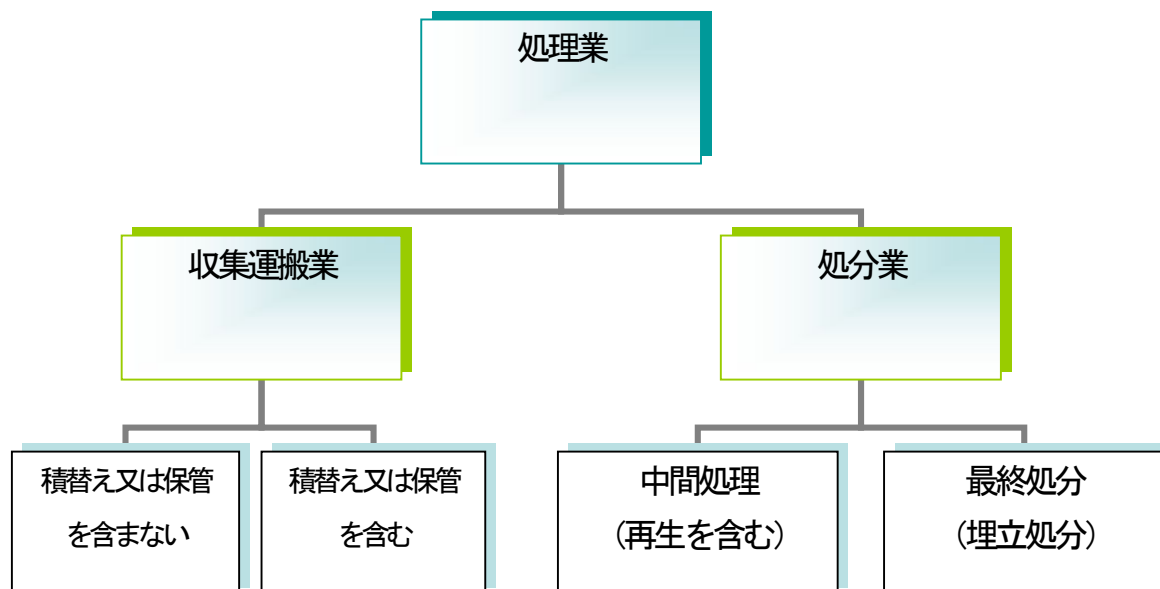 処理業
収集運搬業
処分業
積替え又は保管
を含まない
積替え又は保管
を含む
中間処理
（再生を含む）
最終処分
（埋立処分）